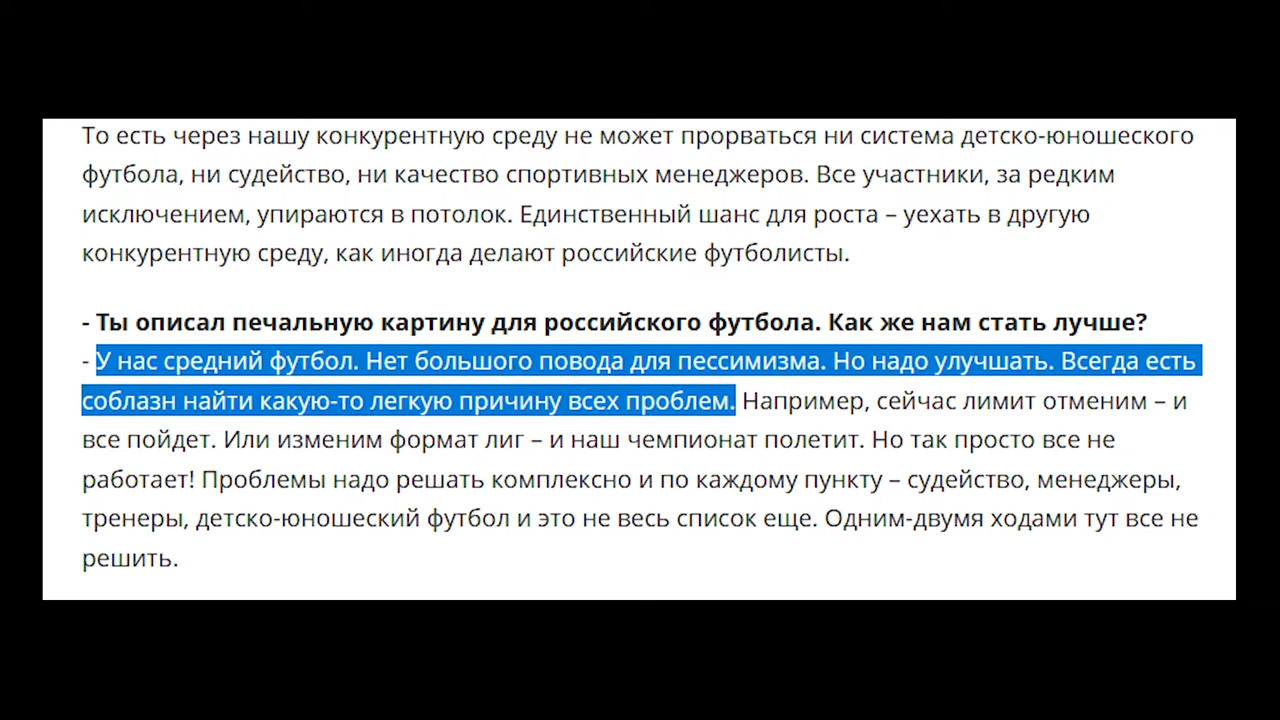 То есть через нашу конкурентную среду не может прорваться ни система детско-юношеского
футбола, ни судейство, ни качество спортивных менеджеров. Все участники, за редким
исключением, упираются в потолок. Единственный шанс для роста – уехать в другую
конкурентную среду, как иногда делают российские футболисты.
- Ты описал печальную картину для российского футбола. Как же нам стать лучше?
- У нас средний футбол. Нет большого повода для пессимизма. Но надо улучшать. Всегда есть
соблазн найти какую-то легкую причину всех проблем. Например, сейчас лимит отменим – и
все пойдет. Или изменим формат лиг – и наш чемпионат полетит. Но так просто все не
работает! Проблемы надо решать комплексно и по каждому пункту – судейство, менеджеры,
тренеры, детско-юношеский футбол и это не весь список еще. Одним-двумя ходами тут все не
решить.